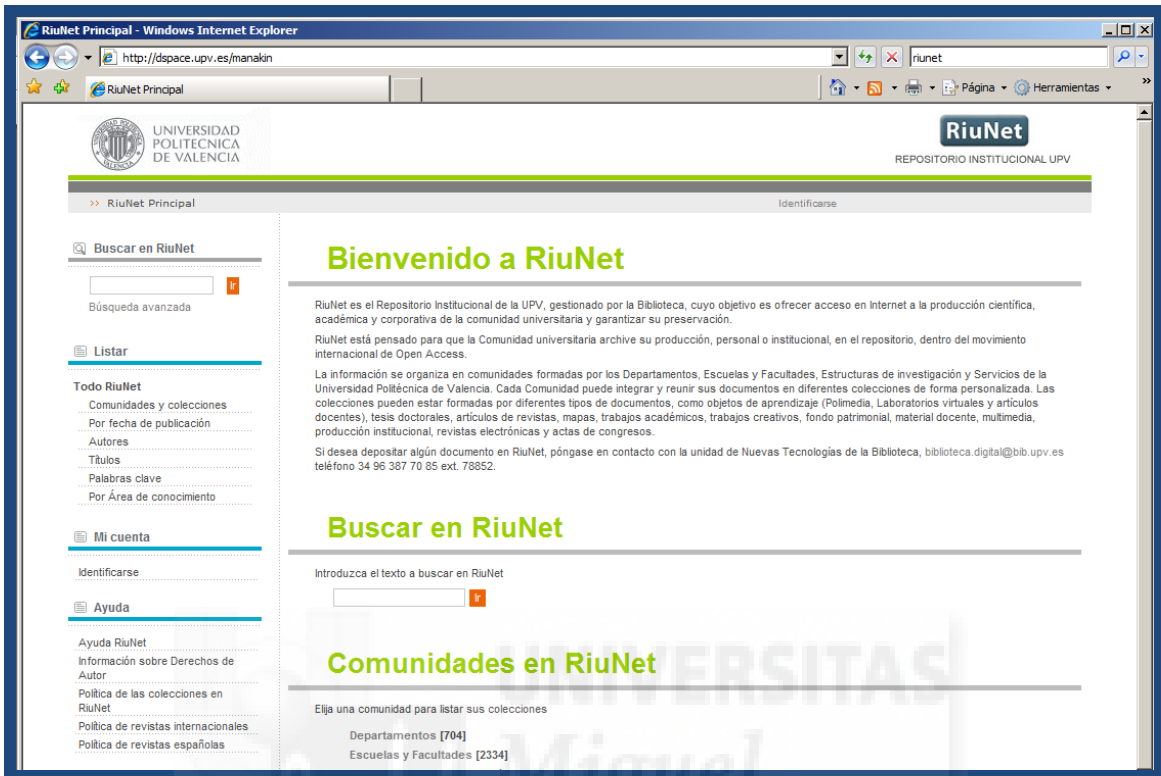 RiuNet Principal - Windows Internet Explorer
http://dspace.upv.es/manakin
riunet
RiuNet Principal
Página
Herramientas
»
UNIVERSIDAD
POLITECNICA
DE VALENCIA
RiuNet
REPOSITORIO INSTITUCIONAL UPV
>> RiuNet Principal
Identificarse
Buscar en RiuNet
Ir
Búsqueda avanzada
Listar
Todo RiuNet
Comunidades y colecciones
Por fecha de publicación
Autores
Títulos
Palabras clave
Por Área de conocimiento
Mi cuenta
Identificarse
Ayuda
Ayuda RiuNet
Información sobre Derechos de
Autor
Política de las colecciones en
RiuNet
Política de revistas internacionales
Política de revistas españolas
Bienvenido a RiuNet
RiuNet es el Repositorio Institucional de la UPV, gestionado por la Biblioteca, cuyo objetivo es ofrecer acceso en Internet a la producción científica,
académica y corporativa de la comunidad universitaria y garantizar su preservación.
RiuNet está pensado para que la Comunidad universitaria archive su producción, personal o institucional, en el repositorio, dentro del movimiento
internacional de Open Access.
La información se organiza en comunidades formadas por los Departamentos, Escuelas y Facultades, Estructuras de investigación y Servicios de la
Universidad Politécnica de Valencia. Cada Comunidad puede integrar y reunir sus documentos en diferentes colecciones de forma personalizada. Las
colecciones pueden estar formadas por diferentes tipos de documentos, como objetos de aprendizaje (Polimedia, Laboratorios virtuales y artículos
docentes), tesis doctorales, artículos de revistas, mapas, trabajos académicos, trabajos creativos, fondo patrimonial, material docente, multimedia,
producción institucional, revistas electrónicas y actas de congresos.
Si desea depositar algún documento en RiuNet, póngase en contacto con la unidad de Nuevas Tecnologías de la Biblioteca, biblioteca.digital@bib.upv.es
teléfono 34 96 387 70 85 ext. 78852.
Buscar en RiuNet
Introduzca el texto a buscar en RiuNet
Ir
Comunidades en RiuNet
Elija una comunidad para listar sus colecciones
Departamentos [704]
Escuelas y Facultades [2334]
UNIVERSITAS
Miguel